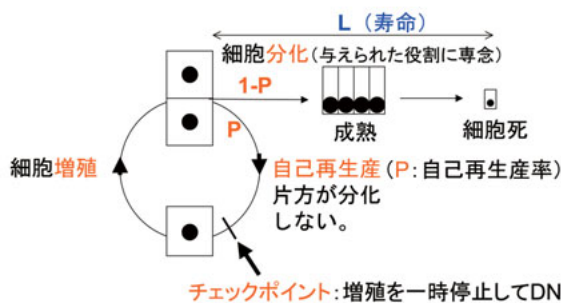 L（寿命）
細胞分化（与えられた役割に専念）
1-P
P
成熟
細胞死
細胞増殖
自己再生産（P：自己再生産率）
片方が分化
しない。
チェックポイント：増殖を一時停止してDN